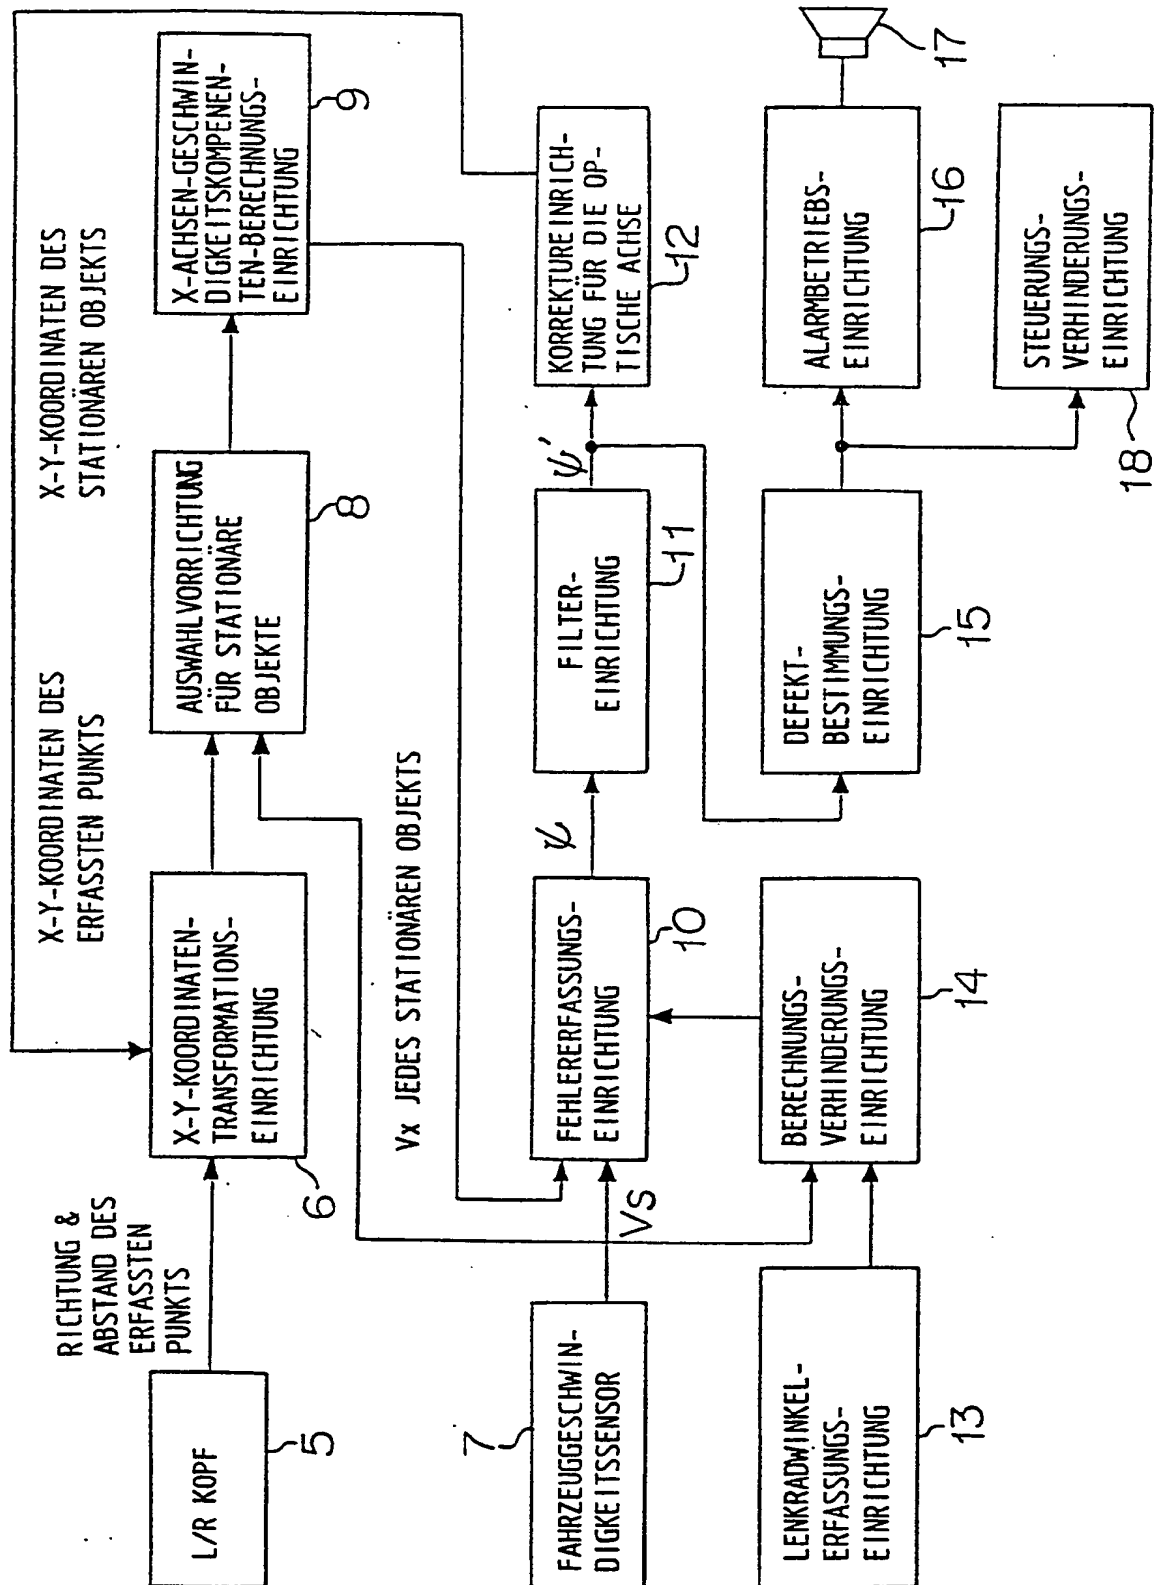 RICHTUNG &
ABSTAND DES
ERFASSTEN
PUNKTS
X-Y-KOORDINATEN DES
ERFASSTEN PUNKTS
X-Y-KOORDINATEN DES
STATIONÄREN OBJEKTS
L/R KOPF
5
X-Y-KOORDINATEN-
TRANSFORMATIONS-
EINRICHTUNG
6
AUSWAHLVORRICHTUNG
FÜR STATIONÄRE
OBJEKTE
8
X-ACHSEN-GESCHWIN-
DIGKEITSKOMPENEN-
TEN-BERECHNUNGS-
EINRICHTUNG
9
Vx JEDES STATIONÄREN OBJEKTS
FAHRZEUGGESCHWIN-
DIGKEITSSENSOR
7
VS
FEHLERERFASSUNGS-
EINRICHTUNG
10
ψ
FILTER-
EINRICHTUNG
11
ψ'
KORREKTUREINRICH-
TUNG FÜR DIE OP-
TISCHE ACHSE
12
LENKRADWINKEL-
ERFASSUNGS-
EINRICHTUNG
13
BERECHNUNGS-
VERHINDERUNGS-
EINRICHTUNG
14
DEFEKT-
BESTIMMUNGS-
EINRICHTUNG
15
ALARMBETRIEBS-
EINRICHTUNG
16
17
STEUERUNGS-
VERHINDERUNGS-
EINRICHTUNG
18